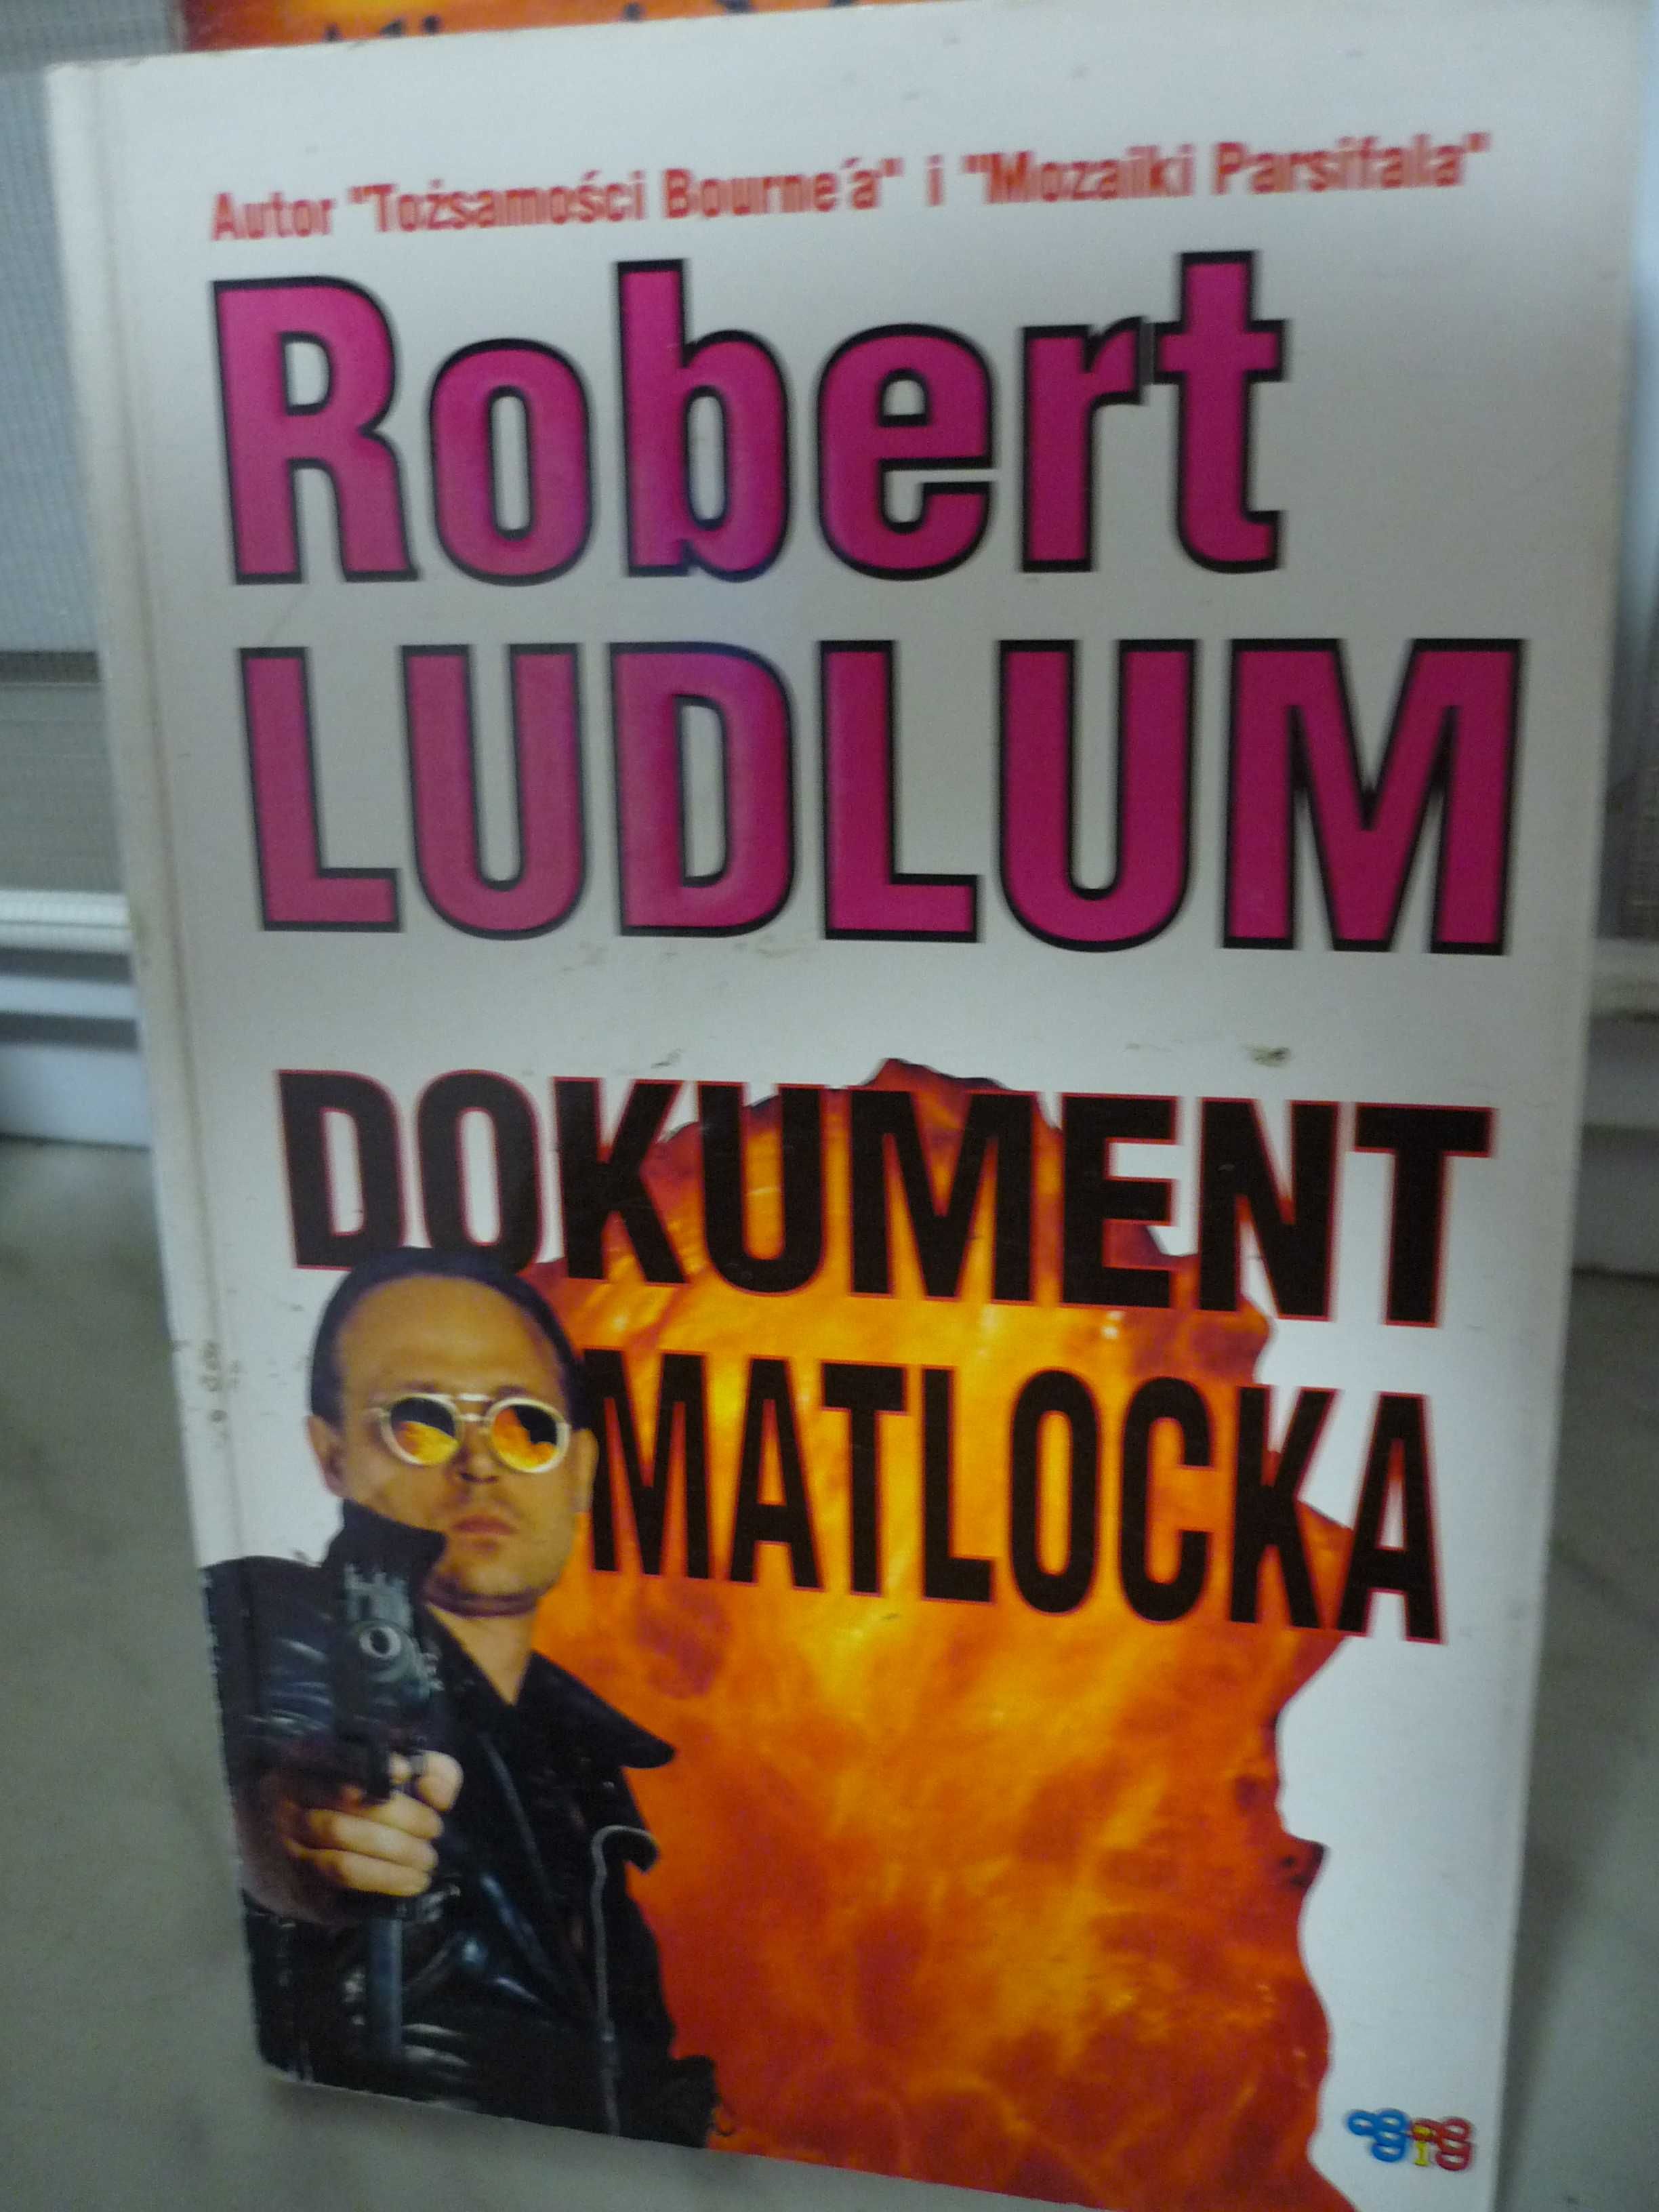 Autor "Tożsamości Bourne´a" i "Mozaiki Parsifala"
Robert
LUDLUM
DOKUMENT
MATLOCKA